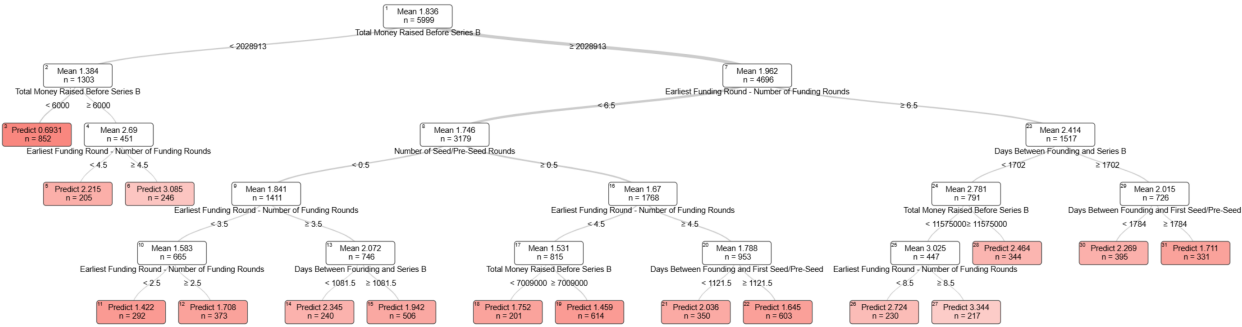 1
Mean 1.836
n = 5999
Total Money Raised Before Series B
< 2028913
≥ 2028913
2
Mean 1.384
n = 1303
Total Money Raised Before Series B
< 6000
≥ 6000
7
Mean 1.962
n = 4696
Earliest Funding Round - Number of Funding Rounds
< 6.5
≥ 6.5
3
Predict 0.6931
n = 852
4
Mean 2.69
n = 451
Earliest Funding Round - Number of Funding Rounds
< 4.5
≥ 4.5
8
Mean 1.746
n = 3179
Number of Seed/Pre-Seed Rounds
< 0.5
≥ 0.5
23
Mean 2.414
n = 1517
Days Between Founding and Series B
< 1702
≥ 1702
5
Predict 2.215
n = 205
6
Predict 3.085
n = 246
9
Mean 1.841
n = 1411
Earliest Funding Round - Number of Funding Rounds
< 3.5
≥ 3.5
16
Mean 1.67
n = 1768
Earliest Funding Round - Number of Funding Rounds
< 4.5
≥ 4.5
24
Mean 2.781
n = 791
Total Money Raised Before Series B
< 11575000
≥ 11575000
29
Mean 2.015
n = 726
Days Between Founding and First Seed/Pre-Seed
< 1784
≥ 1784
10
Mean 1.583
n = 665
Earliest Funding Round - Number of Funding Rounds
< 2.5
≥ 2.5
13
Mean 2.072
n = 746
Days Between Founding and Series B
< 1081.5
≥ 1081.5
17
Mean 1.531
n = 815
Total Money Raised Before Series B
< 7009000
≥ 7009000
20
Mean 1.788
n = 953
Days Between Founding and First Seed/Pre-Seed
< 1121.5
≥ 1121.5
25
Mean 3.025
n = 447
Earliest Funding Round - Number of Funding Rounds
< 8.5
≥ 8.5
28
Predict 2.464
n = 344
30
Predict 2.269
n = 395
31
Predict 1.711
n = 331
11
Predict 1.422
n = 292
12
Predict 1.708
n = 373
14
Predict 2.345
n = 240
15
Predict 1.942
n = 506
18
Predict 1.752
n = 201
19
Predict 1.459
n = 614
21
Predict 2.036
n = 350
22
Predict 1.645
n = 603
26
Predict 2.724
n = 230
27
Predict 3.344
n = 217